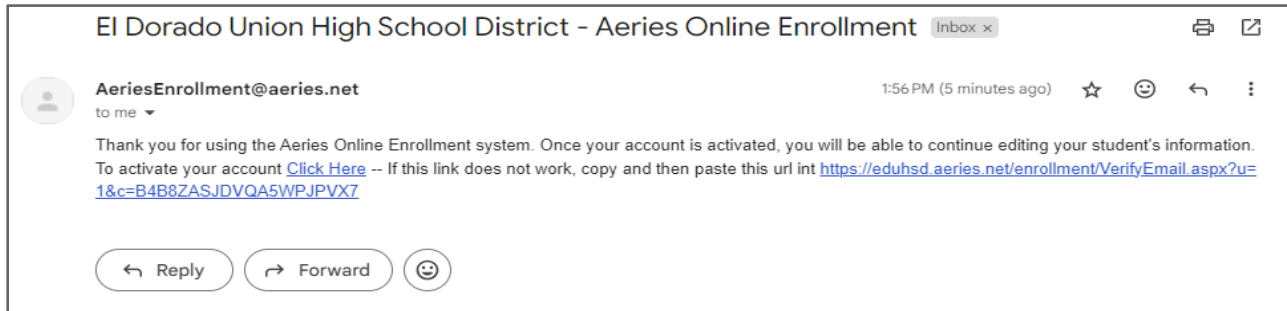 El Dorado Union High School District - Aeries Online Enrollment Inbox ×
AeriesEnrollment@aeries.net 1:56 PM (5 minutes ago)
to me
Thank you for using the Aeries Online Enrollment system. Once your account is activated, you will be able to continue editing your student's information.
To activate your account Click Here -- If this link does not work, copy and then paste this url int https://eduhsd.aeries.net/enrollment/VerifyEmail.aspx?u=
1&c=B4B8ZASJDVQA5WPJPVX7
Reply Forward